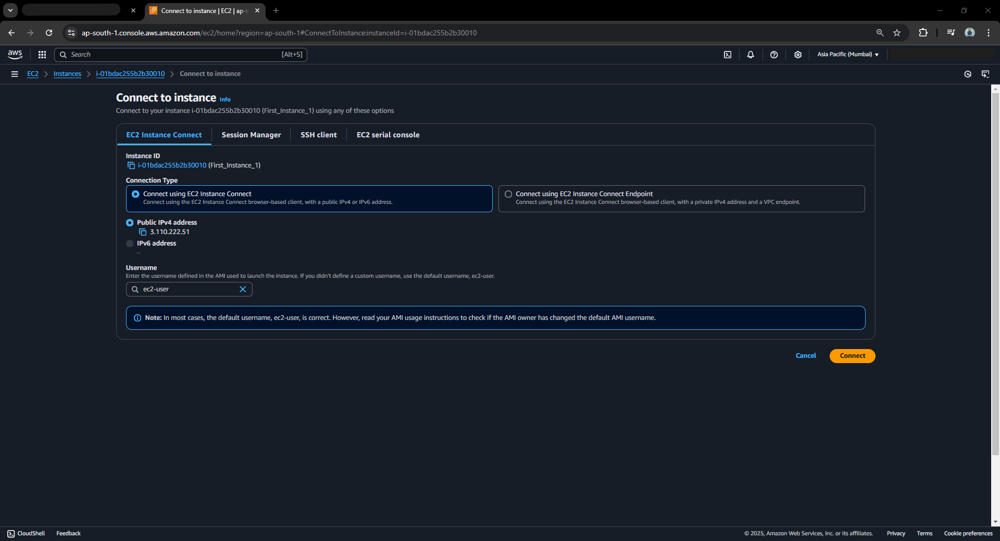 Connect to instance | EC2 | ap-s
ap-south-1.console.aws.amazon.com/ec2/home?region=ap-south-1#ConnectToInstance:instanceId=i-01bdac255b2b30010
aws
Search [Alt+S]
Asia Pacific (Mumbai)
EC2 > Instances > i-01bdac255b2b30010 > Connect to instance
Connect to instance Info
Connect to your instance i-01bdac255b2b30010 (First_Instance_1) using any of these options
EC2 Instance Connect Session Manager SSH client EC2 serial console
Instance ID
i-01bdac255b2b30010 (First_Instance_1)
Connection Type
Connect using EC2 Instance Connect
Connect using the EC2 Instance Connect browser-based client, with a public IPv4 or IPv6 address.
Connect using EC2 Instance Connect Endpoint
Connect using the EC2 Instance Connect browser-based client, with a private IPv4 address and a VPC endpoint.
Public IPv4 address
3.110.222.51
IPv6 address
–
Username
Enter the username defined in the AMI used to launch the instance. If you didn't define a custom username, use the default username, ec2-user.
ec2-user
Note: In most cases, the default username, ec2-user, is correct. However, read your AMI usage instructions to check if the AMI owner has changed the default AMI username.
Cancel Connect
CloudShell Feedback © 2025, Amazon Web Services, Inc. or its affiliates. Privacy Terms Cookie preferences